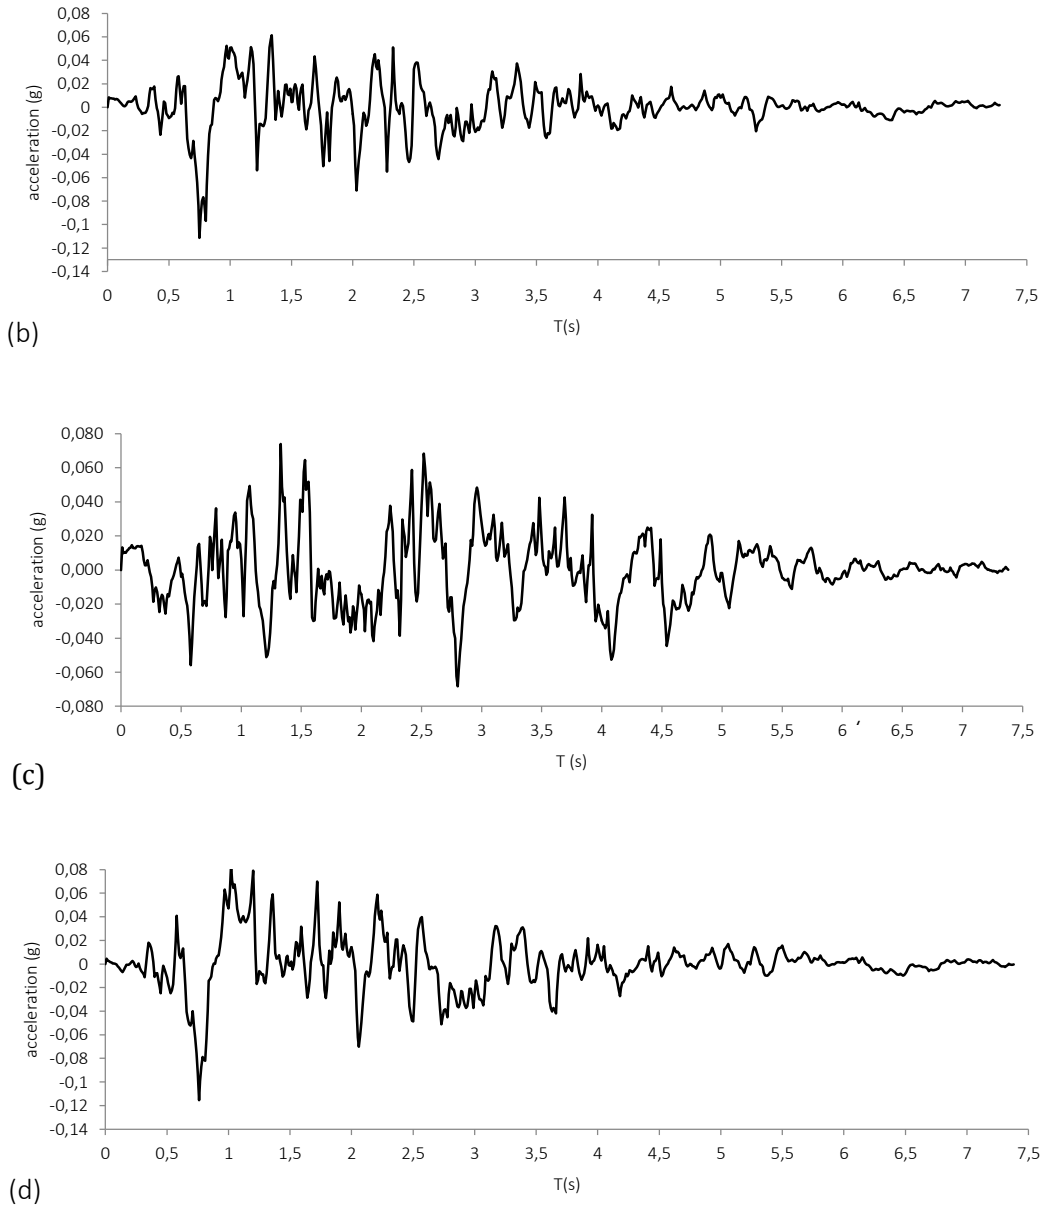 0,08
0,06
0,04
0,02
0
-0,02
-0,04
-0,06
-0,08
-0,1
-0,12
-0,14
acceleration (g)
0 0,5 1 1,5 2 2,5 3 3,5 4 4,5 5 5,5 6 6,5 7 7,5
T(s)
(b)
0,080
0,060
0,040
0,020
0,000
-0,020
-0,040
-0,060
-0,080
acceleration (g)
0 0,5 1 1,5 2 2,5 3 3,5 4 4,5 5 5,5 6 ‘ 6,5 7 7,5
T (s)
(c)
0,08
0,06
0,04
0,02
0
-0,02
-0,04
-0,06
-0,08
-0,1
-0,12
-0,14
acceleration (g)
0 0,5 1 1,5 2 2,5 3 3,5 4 4,5 5 5,5 6 6,5 7 7,5
T(s)
(d)